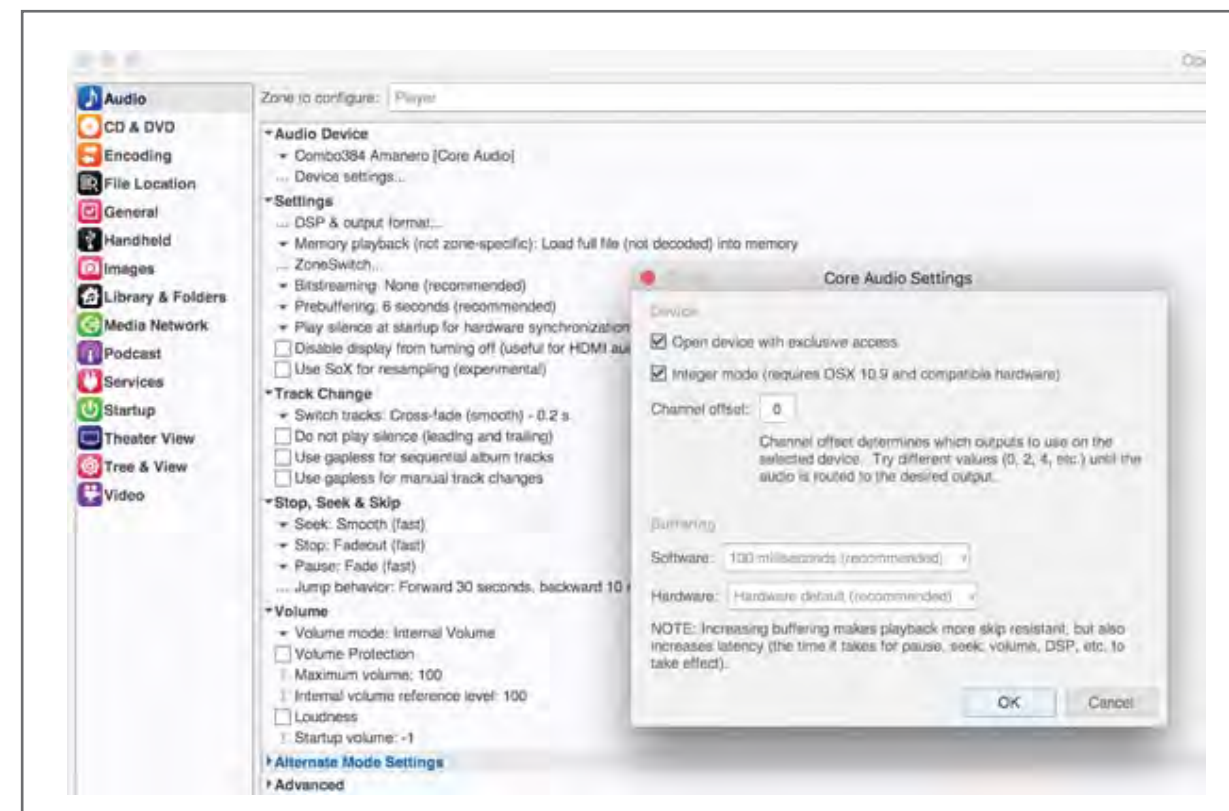 Audio
CD & DVD
Encoding
File Location
General
Handheld
Images
Library & Folders
Media Network
Podcast
Services
Startup
Theater View
Tree & View
Video
Zone to configure: Player
Audio Device
Combo384 Amanero [Core Audio]
... Device settings...
Settings
... DSP & output format...
Memory playback (not zone-specific): Load full file (not decoded) into memory
... ZoneSwitch...
Bitstreaming: None (recommended)
Prebuffering: 6 seconds (recommended)
Play silence at startup for hardware synchronization
Disable display from turning off (useful for HDMI
Use SoX for resampling (experimental)
Track Change
Switch tracks: Cross-fade (smooth) - 0.2 s
Do not play silence (leading and trailing)
Use gapless for sequential album tracks
Use gapless for manual track changes
Stop, Seek & Skip
Seek: Smooth (fast)
Stop: Fadeout (fast)
Pause: Fade (fast)
... Jump behavior: Forward 30 seconds, backward 10
Volume
Volume mode: Internal Volume
Volume Protection
Maximum volume: 100
Internal volume reference level: 100
Loudness
Startup volume: -1
Alternate Mode Settings
Advanced
Core Audio Settings
Device
Open device with exclusive access
Integer mode (requires OSX 10.9 and compatible hardware)
Channel offset: 0
Channel offset determines which outputs to use on the
selected device. Try different values (0, 2, 4, etc.) until the
audio is routed to the desired output.
Buffering
Software: 100 milliseconds (recommended)
Hardware: Hardware default (recommended)
NOTE: Increasing buffering makes playback more skip resistant, but also
increases latency (the time it takes for pause, seek, volume, DSP, etc. to
take effect).
OK Cancel